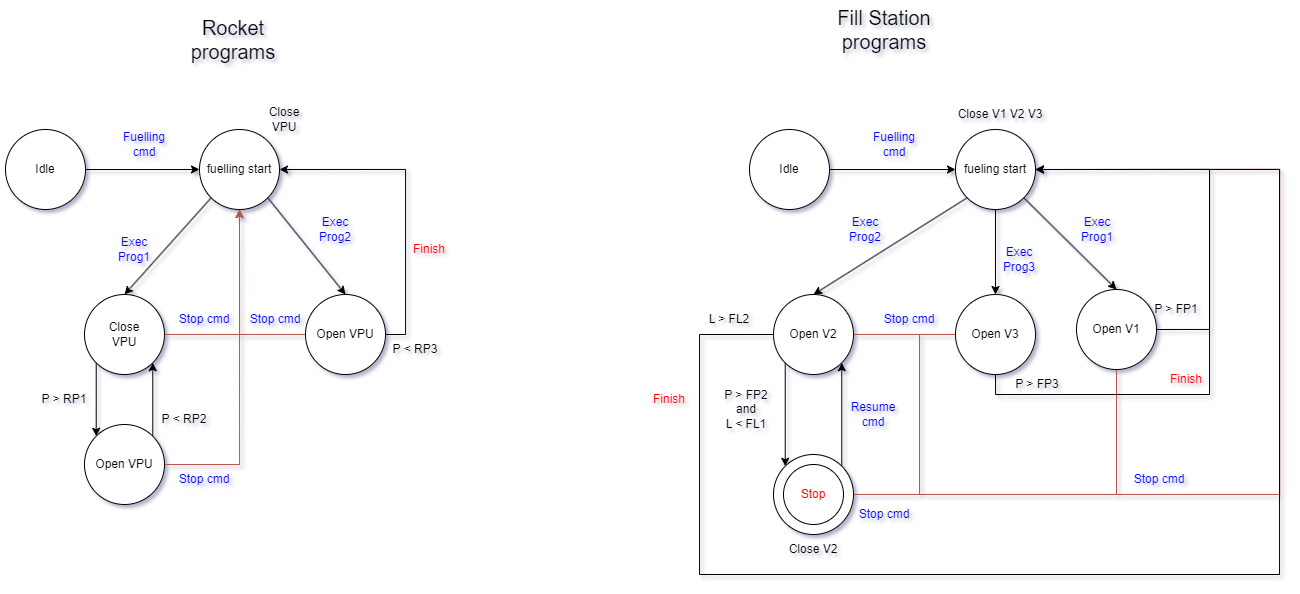 Rocket
programs
Fill Station
programs
Close
VPU
Close V1 V2 V3
Fuelling
cmd
Fuelling
cmd
Idle
fuelling start
Idle
fueling start
Exec
Prog1
Exec
Prog2
Exec
Prog2
Exec
Prog3
Exec
Prog1
Finish
Close
VPU
Stop cmd
Stop cmd
Open VPU
P < RP3
L > FL2
Open V2
Stop cmd
Open V3
Open V1
P > FP1
P > RP1
P < RP2
Finish
P > FP2
and
L < FL1
Resume
cmd
P > FP3
Finish
Open VPU
Stop cmd
Stop
Stop cmd
Stop cmd
Close V2